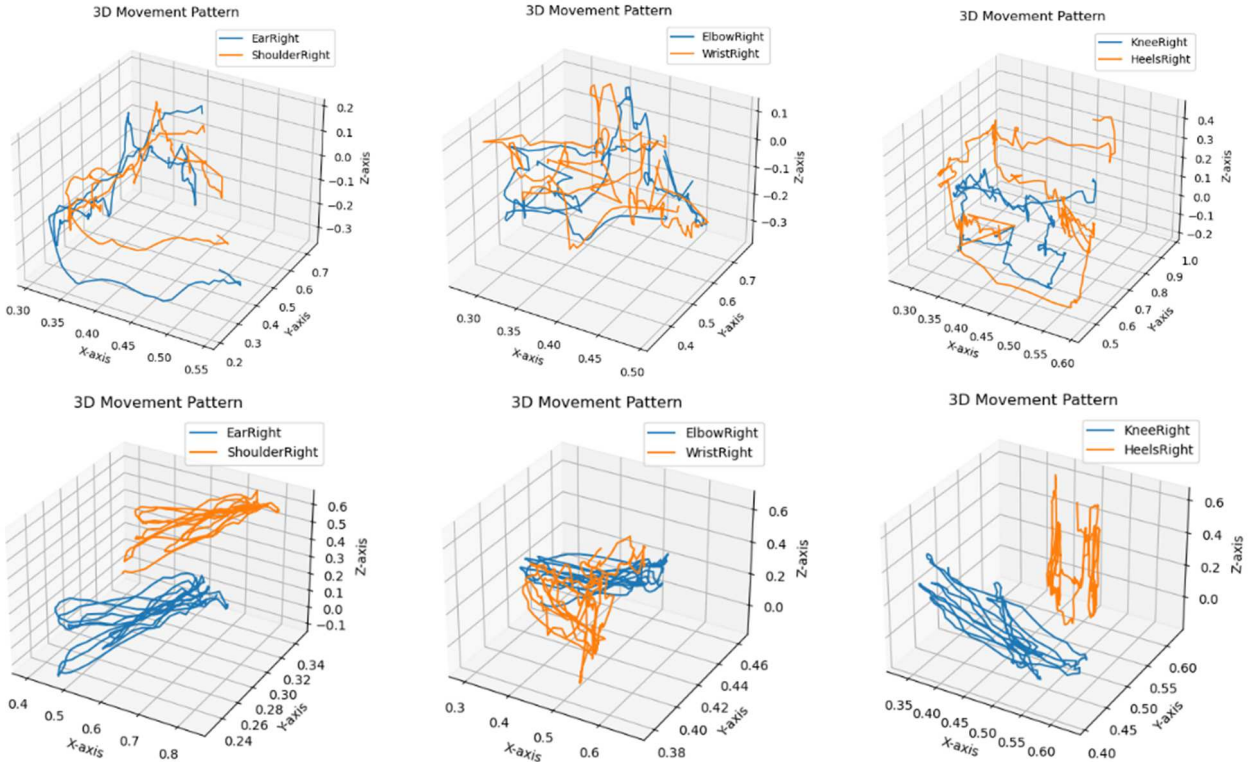 3D Movement Pattern
EarRight
ShoulderRight
0.2
0.1
0.0
−0.1
−0.2
−0.3
Z-axis
0.7
0.6
0.5
0.4
0.3
0.2
Y-axis
0.30
0.35
0.40
0.45
0.50
0.55
X-axis
3D Movement Pattern
ElbowRight
WristRight
0.1
0.0
−0.1
−0.2
−0.3
Z-axis
0.7
0.6
0.5
0.4
Y-axis
0.30
0.35
0.40
0.45
0.50
X-axis
3D Movement Pattern
KneeRight
HeelsRight
0.4
0.3
0.2
0.1
0.0
−0.1
−0.2
Z-axis
1.0
0.9
0.8
0.7
0.6
0.5
Y-axis
0.30
0.35
0.40
0.45
0.50
0.55
0.60
X-axis
3D Movement Pattern
EarRight
ShoulderRight
0.6
0.5
0.4
0.3
0.2
0.1
0.0
−0.1
Z-axis
0.34
0.32
0.30
0.28
0.26
0.24
Y-axis
0.4
0.5
0.6
0.7
0.8
X-axis
3D Movement Pattern
ElbowRight
WristRight
0.6
0.4
0.2
0.0
Z-axis
0.46
0.44
0.42
0.40
0.38
Y-axis
0.3
0.4
0.5
0.6
X-axis
3D Movement Pattern
KneeRight
HeelsRight
0.6
0.4
0.2
0.0
Z-axis
0.60
0.55
0.50
0.45
0.40
Y-axis
0.35
0.40
0.45
0.50
0.55
0.60
X-axis